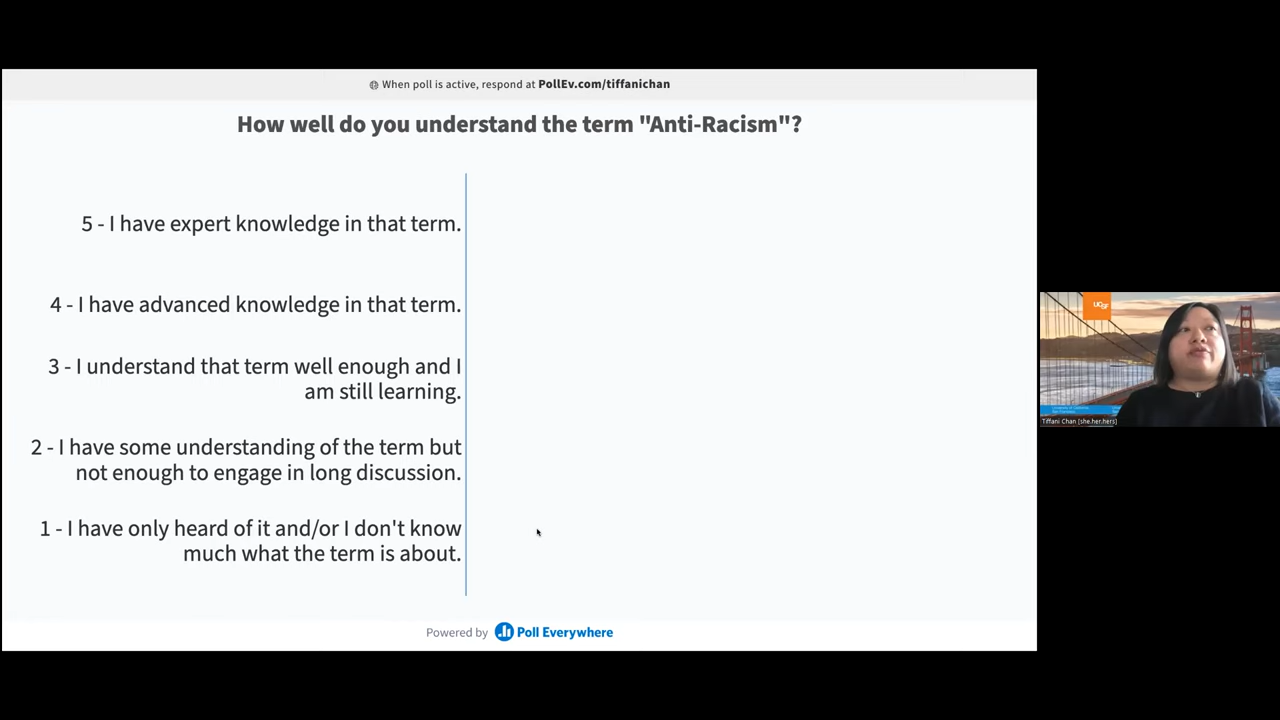 When poll is active, respond at PollEv.com/tiffanichan
How well do you understand the term "Anti-Racism"?
5 - I have expert knowledge in that term.
4 - I have advanced knowledge in that term.
3 - I understand that term well enough and I
am still learning.
2 - I have some understanding of the term but
not enough to engage in long discussion.
1 - I have only heard of it and/or I don't know
much what the term is about.
Powered by Poll Everywhere
UCSF
Tiffani Chan (she.her.hers)